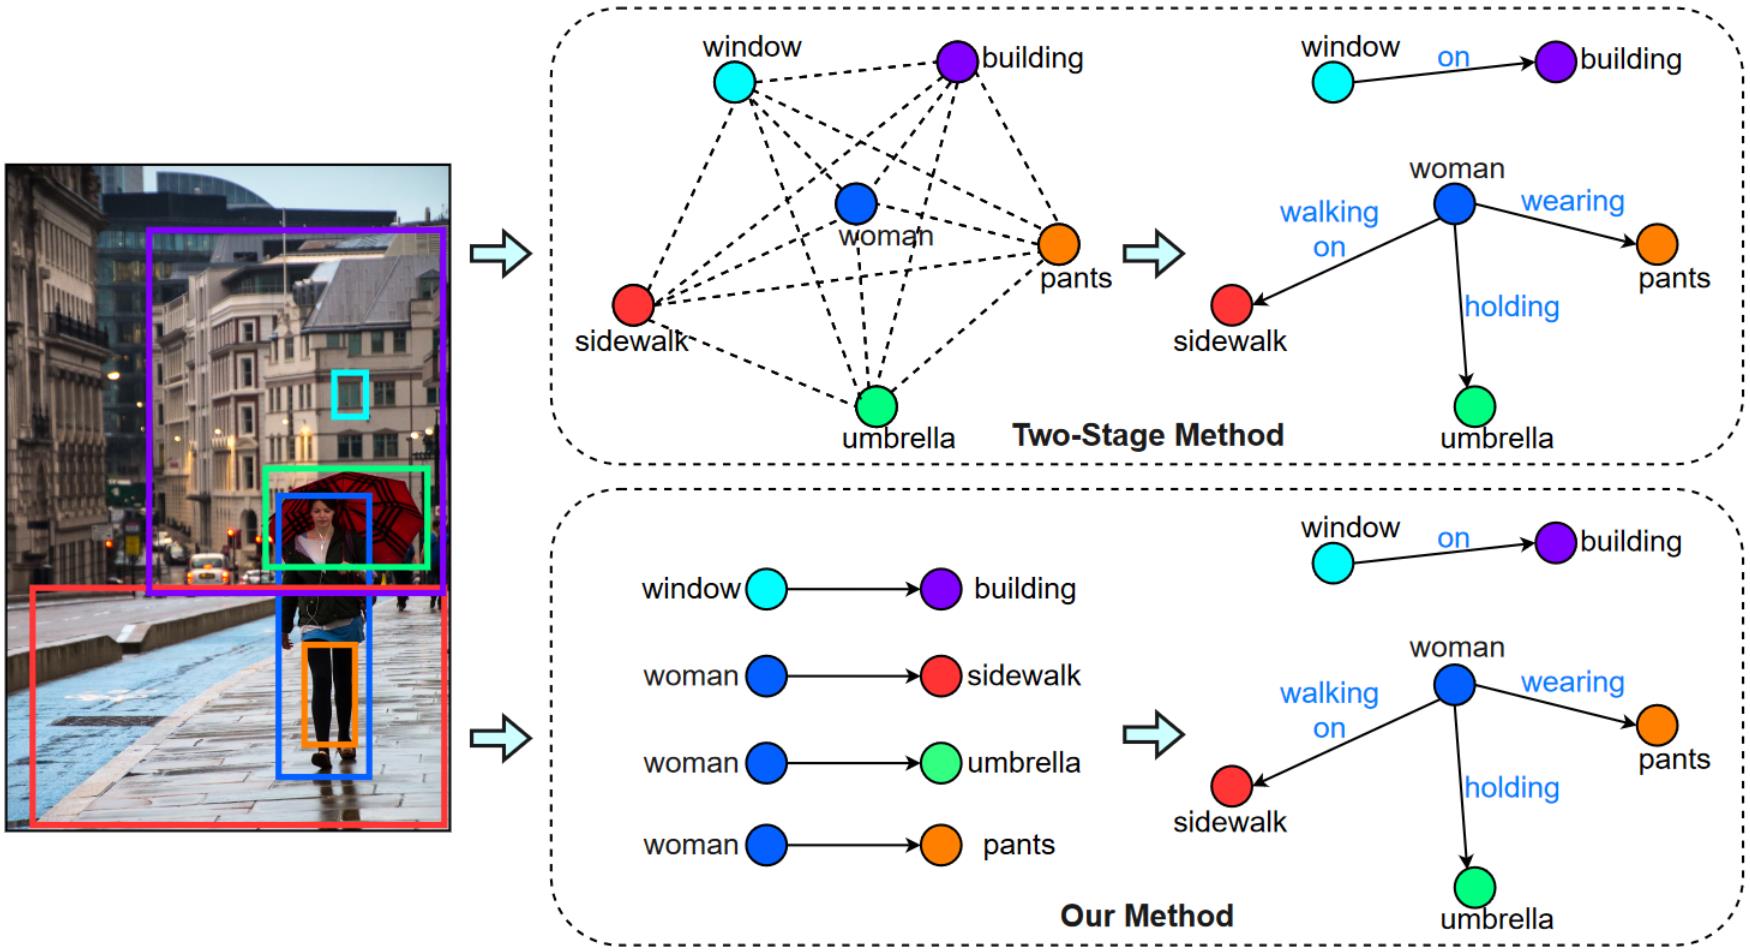 window
building
woman
pants
sidewalk
umbrella
Two-Stage Method
window
on
building
woman
walking
on
wearing
pants
holding
sidewalk
umbrella
window building
woman sidewalk
woman umbrella
woman pants
window
on
building
woman
walking
on
wearing
pants
holding
sidewalk
umbrella
Our Method